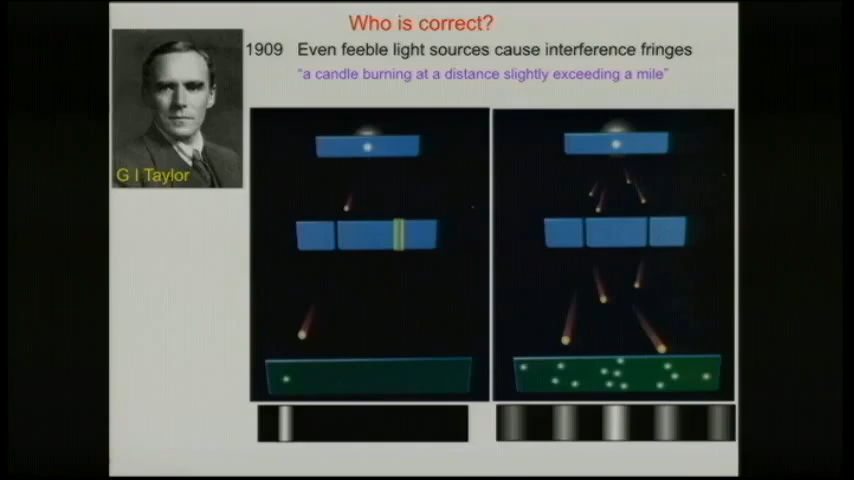 Who is correct?
1909 Even feeble light sources cause interference fringes
"a candle burning at a distance slightly exceeding a mile"
G I Taylor